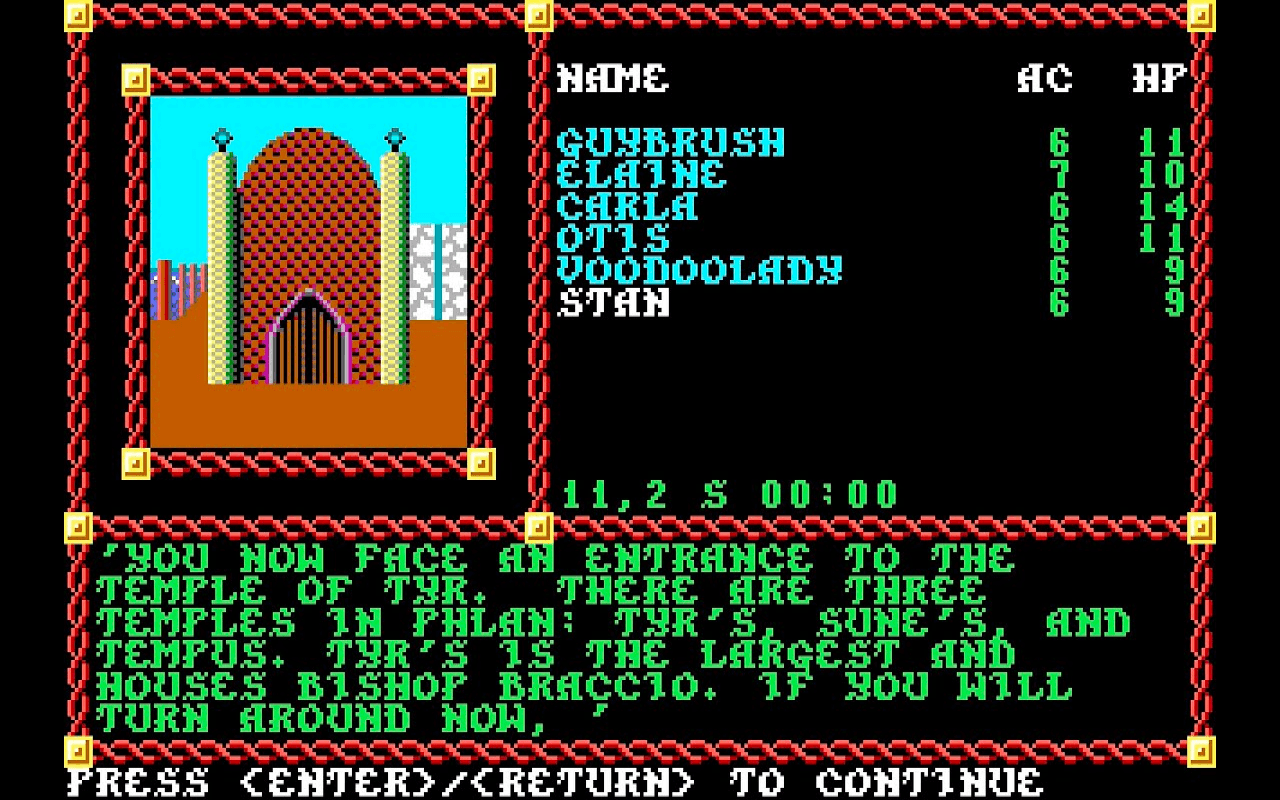 NAME AC HP
GUYBRUSH 6 11
ELAINE 7 10
CARLA 6 14
OTIS 6 11
VOODOOLADY 6 9
STAN 6 9
11,2 S 00:00
'YOU NOW FACE AN ENTRANCE TO THE
TEMPLE OF TYR. THERE ARE THREE
TEMPLES IN PHLAN: TYR'S, SUNE'S, AND
TEMPUS. TYR'S IS THE LARGEST AND
HOUSES BISHOP BRACCIO. IF YOU WILL
TURN AROUND NOW, '
PRESS <ENTER>/<RETURN> TO CONTINUE